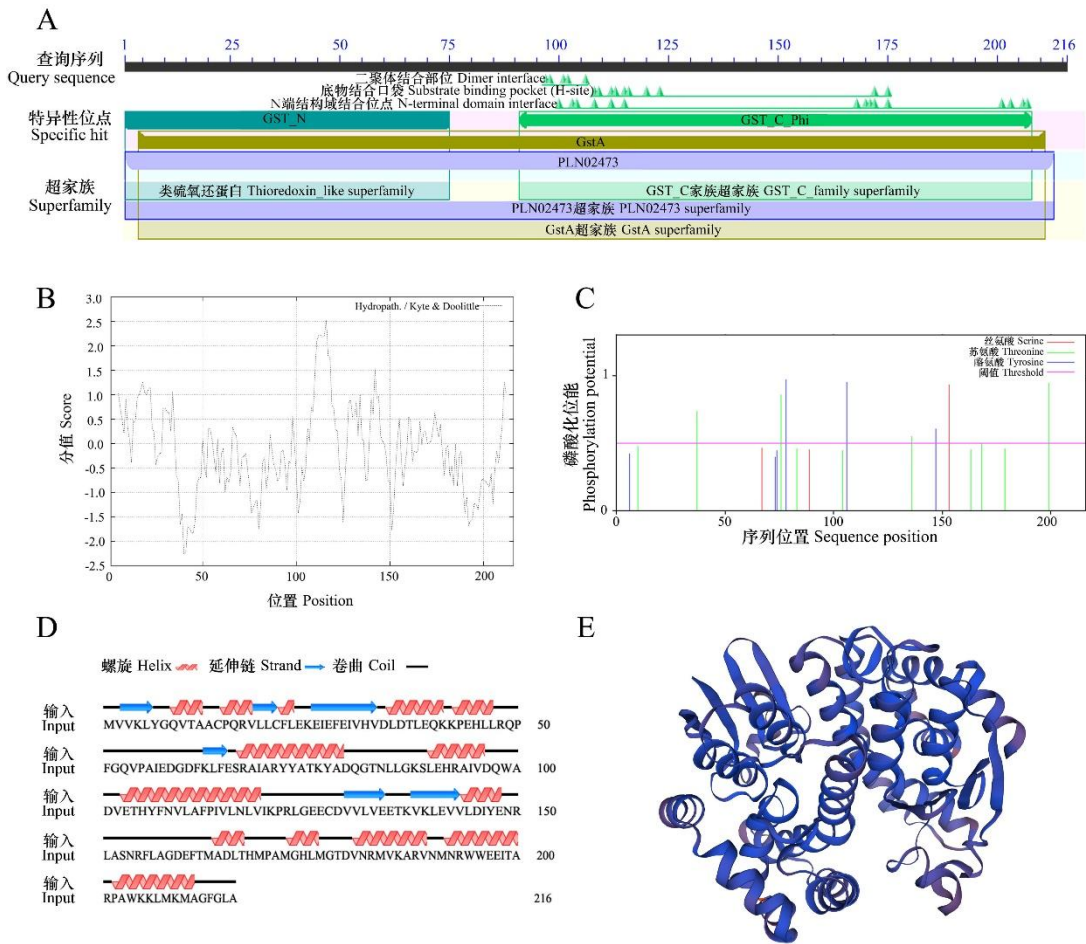 A
1 25 50 75 100 125 150 175 200 216
查询序列
Query sequence
二聚体结合部位 Dimer interface
底物结合口袋 Substrate binding pocket (H-site)
N端结构域结合位点 N-terminal domain interface
特异性位点
Specific hit
GST_N
GST_C_Phi
GstA
PLN02473
超家族
Superfamily
类硫氧还蛋白 Thioredoxin_like superfamily
GST_C家族超家族 GST_C_family superfamily
PLN02473超家族 PLN02473 superfamily
GstA超家族 GstA superfamily
B
Hydropath. / Kyte & Doolittle
3.0
2.5
2.0
1.5
1.0
0.5
0.0
-0.5
-1.0
-1.5
-2.0
-2.5
分值 Score
0 50 100 150 200
位置 Position
C
丝氨酸 Serine
苏氨酸 Threonine
酪氨酸 Tyrosine
阈值 Threshold
磷酸化位能
Phosphorylation potential
1
0
0 50 100 150 200
序列位置 Sequence position
D
螺旋 Helix 延伸链 Strand 卷曲 Coil
输入
Input MVVKLYGQVTAACPQRVLLCFLEKEIEFEIVHVDLDTLEQKKPEHLLRQP 50
输入
Input FGQVPAIEDGDFKLFESRAIARYYATKYADQGTNLLGKSLEHRAIVDQWA 100
输入
Input DVETHYFNVLAFPIVLNLVIKPRLGEECDVVLVEETKVKLEVVLDIYENR 150
输入
Input LASNRFLAGDEFTMADLTHMPAMGHLMGTDVNRMVKARVNMNRWWEEITA 200
输入
Input RPAWKKLMKMAGFGLA 216
E